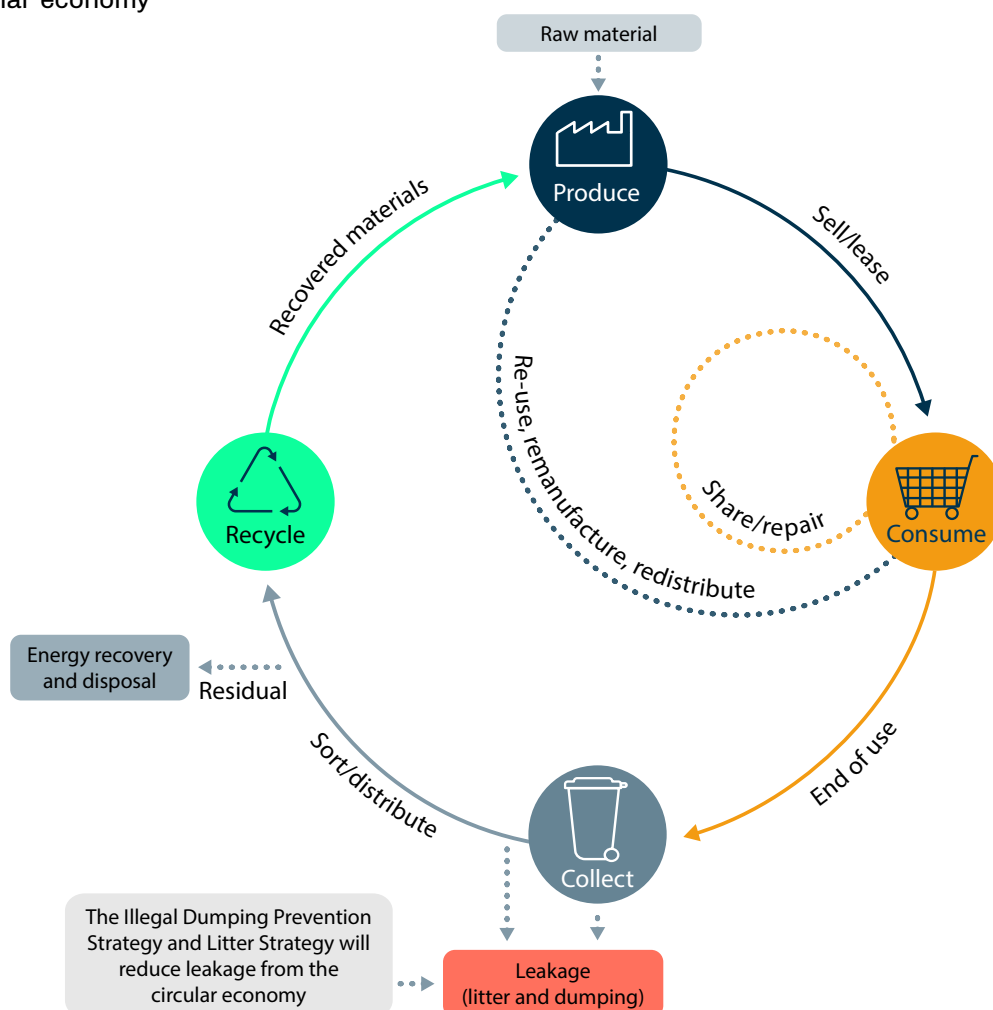 economy
Raw material
Produce
Sell/lease
Recovered materials
Re-use, remanufacture, redistribute
Share/repair
Consume
Recycle
Energy recovery
and disposal
Residual
Sort/distribute
End of use
Collect
The Illegal Dumping Prevention
Strategy and Litter Strategy will
reduce leakage from the
circular economy
Leakage
(litter and dumping)